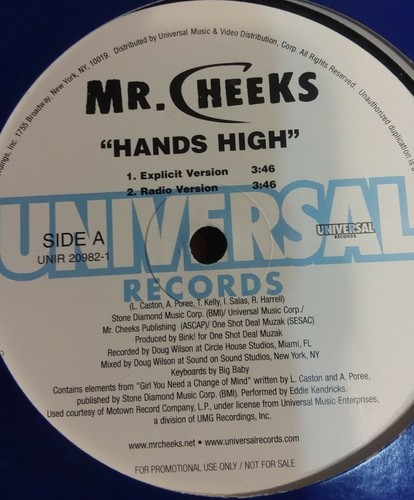 dings, Inc. 1755 Broadway, New York, NY, 10019. Distributed by Universal Music & Video Distribution, Corp. All Rights Reserved. Unauthorized duplication is a
MR. CHEEKS
“HANDS HIGH”
1. Explicit Version 3:46
2. Radio Version 3:46
UNIVERSAL
RECORDS
SIDE A
UNIR 20982-1
UNIVERSAL
RECORDS
(L. Caston, A. Poree, T. Kelly, I. Salas, R. Harrell)
Stone Diamond Music Corp. (BMI)/ Universal Music Corp./
Mr. Cheeks Publishing (ASCAP)/ One Shot Deal Muzak (SESAC)
Produced by Bink! for One Shot Deal Muzak
Recorded by Doug Wilson at Circle House Studios, Miami, FL
Mixed by Doug Wilson at Sound on Sound Studios, New York, NY
Keyboards by Big Baby
Contains elements from "Girl You Need a Change of Mind" written by L. Caston and A. Poree,
published by Stone Diamond Music Corp. (BMI). Performed by Eddie Kendricks.
Used courtesy of Motown Record Company, L.P., under license from Universal Music Enterprises,
a division of UMG Recordings, Inc.
www.mrcheeks.net • www.universalrecords.com
FOR PROMOTIONAL USE ONLY / NOT FOR SALE